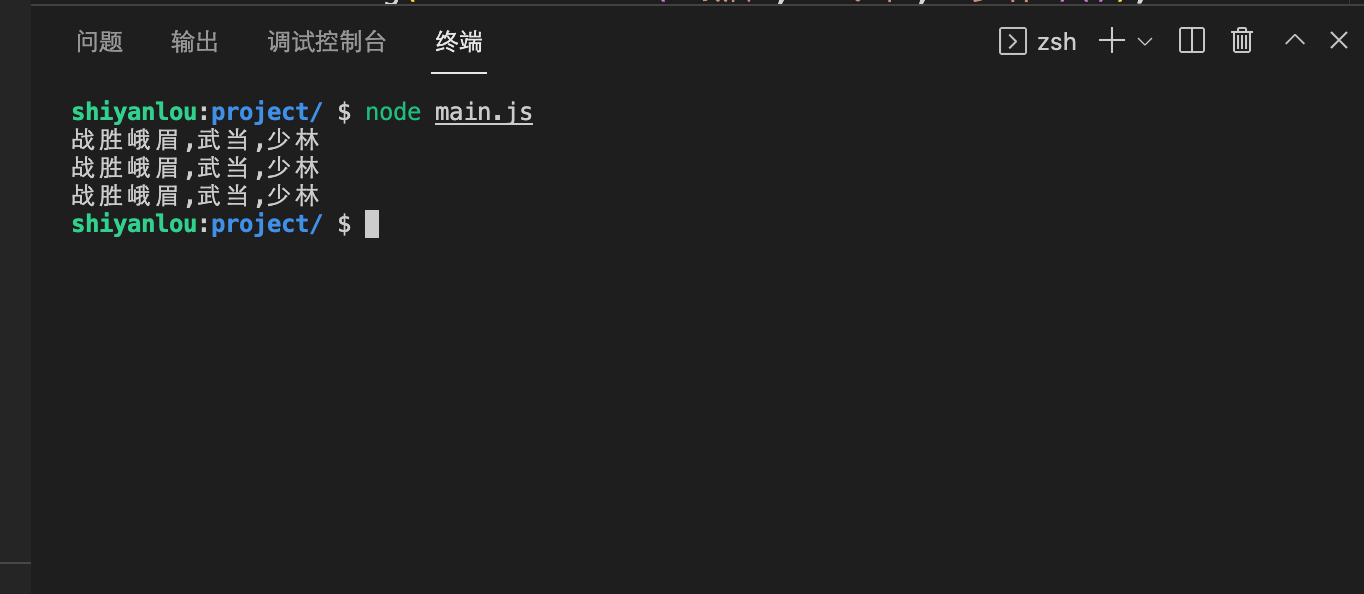 问题 输出 调试控制台 终端 zsh
shiyanlou:project/ $ node main.js
战胜峨眉,武当,少林
战胜峨眉,武当,少林
战胜峨眉,武当,少林
shiyanlou:project/ $